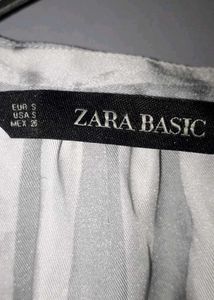 EUR S
USA S
MEX 26
ZARA BASIC